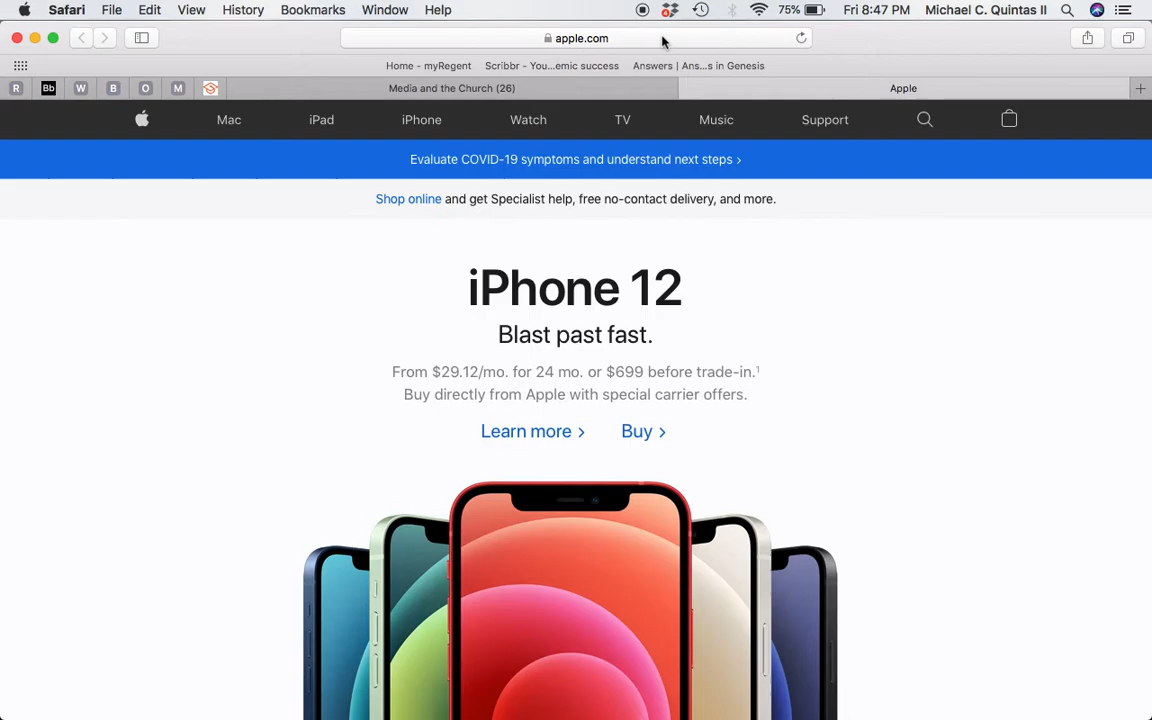 Safari File Edit View History Bookmarks Window Help 4 75% Fri 8:47 PM Michael C. Quintas II
apple.com
Home - myRegent Scribbr - You...emic success Answers | Ans...s in Genesis
R Bb W B O M Media and the Church (26) Apple +
Mac iPad iPhone Watch TV Music Support
Evaluate COVID-19 symptoms and understand next steps >
Shop online and get Specialist help, free no-contact delivery, and more.
iPhone 12
Blast past fast.
From $29.12/mo. for 24 mo. or $699 before trade-in.¹
Buy directly from Apple with special carrier offers.
Learn more > Buy >